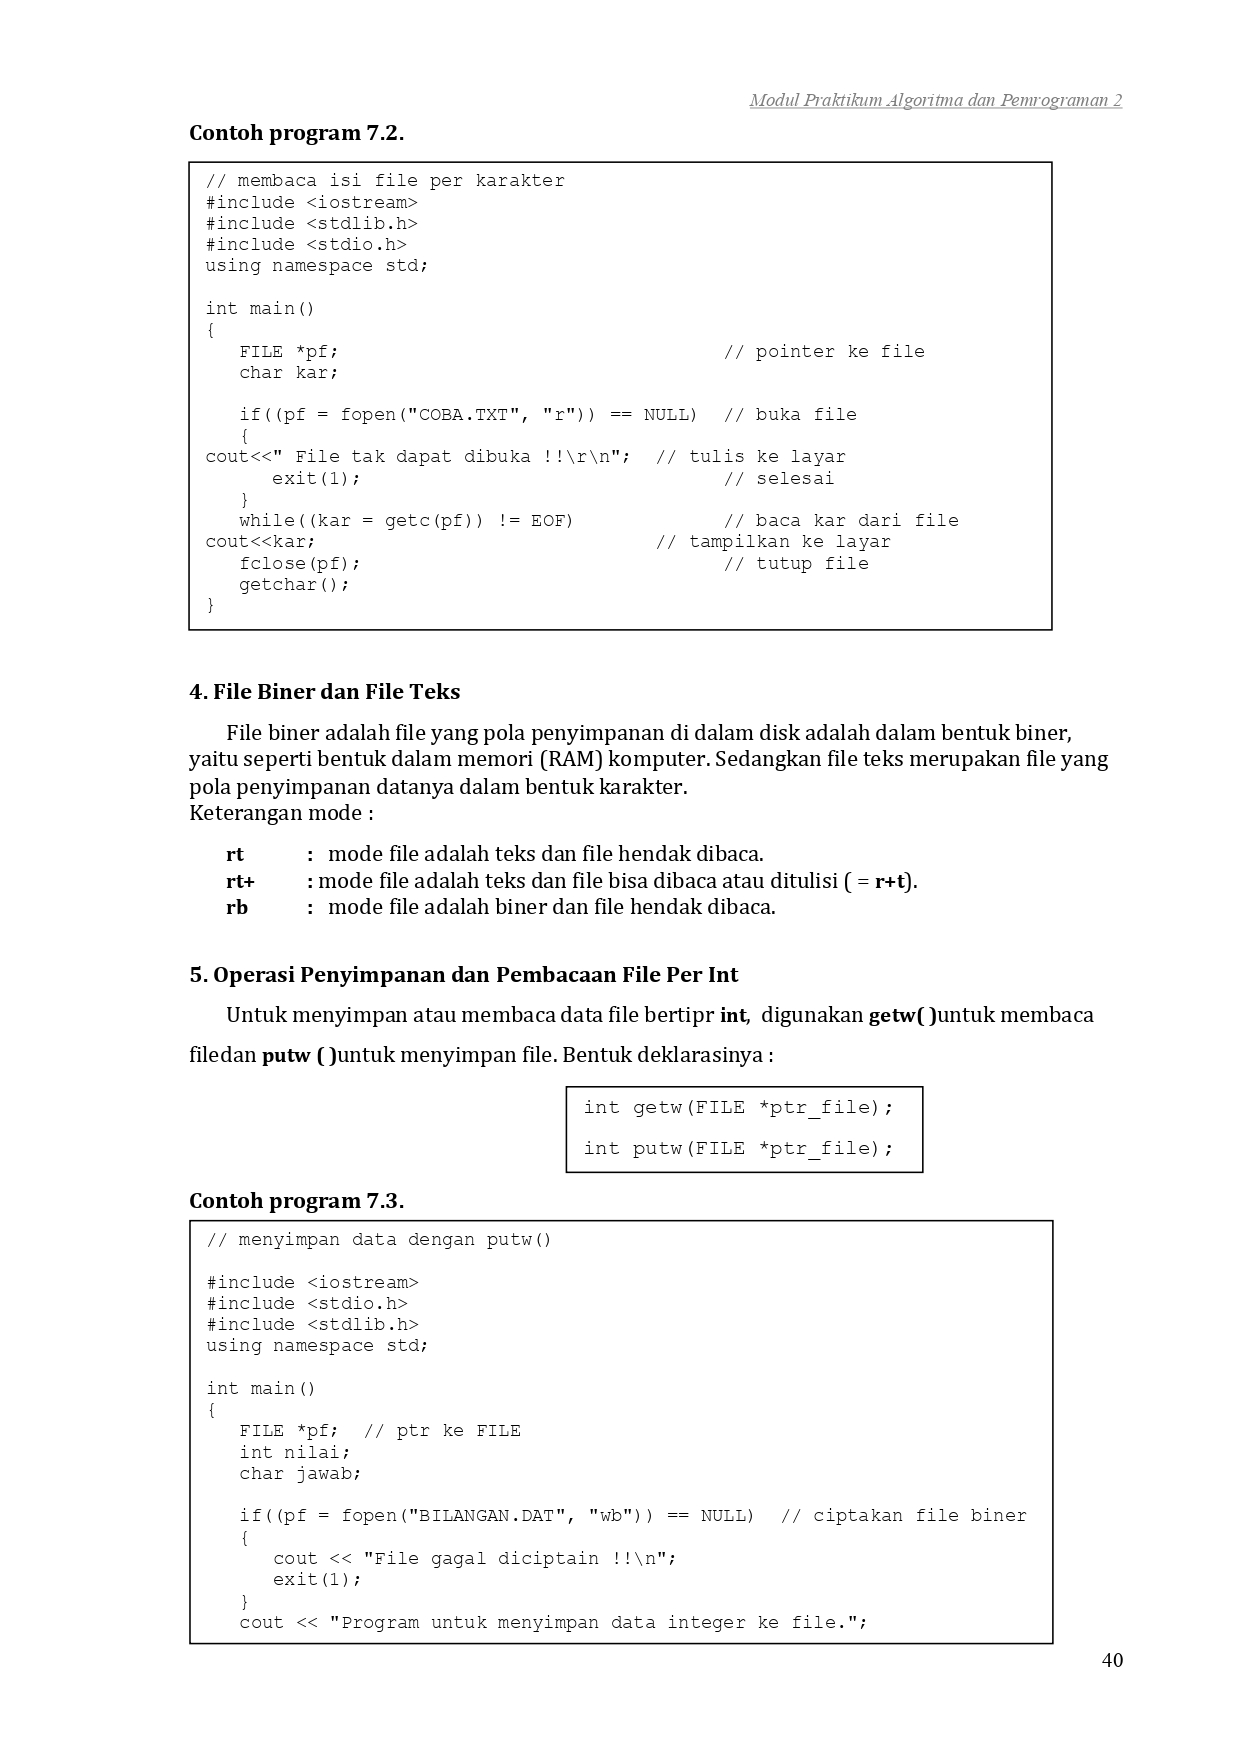 Modul Praktikum Algoritma dan Pemrograman 2
Contoh program 7.2.
// membaca isi file per karakter
#include <iostream>
#include <stdlib.h>
#include <stdio.h>
using namespace std;
int main()
{
FILE *pf; // pointer ke file
char kar;
if((pf = fopen("COBA.TXT", "r")) == NULL) // buka file
{
cout<<" File tak dapat dibuka !!\r\n"; // tulis ke layar
exit(1); // selesai
}
while((kar = getc(pf)) != EOF) // baca kar dari file
cout<<kar; // tampilkan ke layar
fclose(pf); // tutup file
getchar();
}
4. File Biner dan File Teks
File biner adalah file yang pola penyimpanan di dalam disk adalah dalam bentuk biner,
yaitu seperti bentuk dalam memori (RAM) komputer. Sedangkan file teks merupakan file yang
pola penyimpanan datanya dalam bentuk karakter.
Keterangan mode :
rt : mode file adalah teks dan file hendak dibaca.
rt+ : mode file adalah teks dan file bisa dibaca atau ditulisi ( = r+t).
rb : mode file adalah biner dan file hendak dibaca.
5. Operasi Penyimpanan dan Pembacaan File Per Int
Untuk menyimpan atau membaca data file bertipr int, digunakan getw( )untuk membaca
filedan putw ( )untuk menyimpan file. Bentuk deklarasinya :
int getw(FILE *ptr_file);
int putw(FILE *ptr_file);
Contoh program 7.3.
// menyimpan data dengan putw()
#include <iostream>
#include <stdio.h>
#include <stdlib.h>
using namespace std;
int main()
{
FILE *pf; // ptr ke FILE
int nilai;
char jawab;
if((pf = fopen("BILANGAN.DAT", "wb")) == NULL) // ciptakan file biner
{
cout << "File gagal diciptain !!\n";
exit(1);
}
cout << "Program untuk menyimpan data integer ke file.";
40